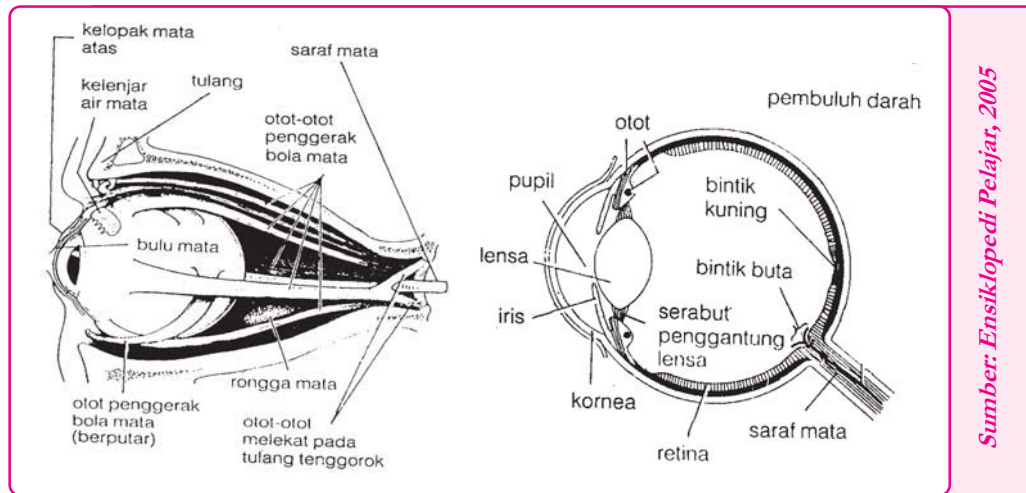 kelopak mata
atas
kelenjar
air mata
tulang
saraf mata
otot-otot
penggerak
bola mata
bulu mata
rongga mata
otot penggerak
bola mata
(berputar)
otot-otot
melekat pada
tulang tenggorok
pembuluh darah
otot
pupil
bintik
kuning
lensa
bintik buta
iris
serabut
penggantung
lensa
kornea
saraf mata
retina
Sumber: Ensiklopedi Pelajar, 2005